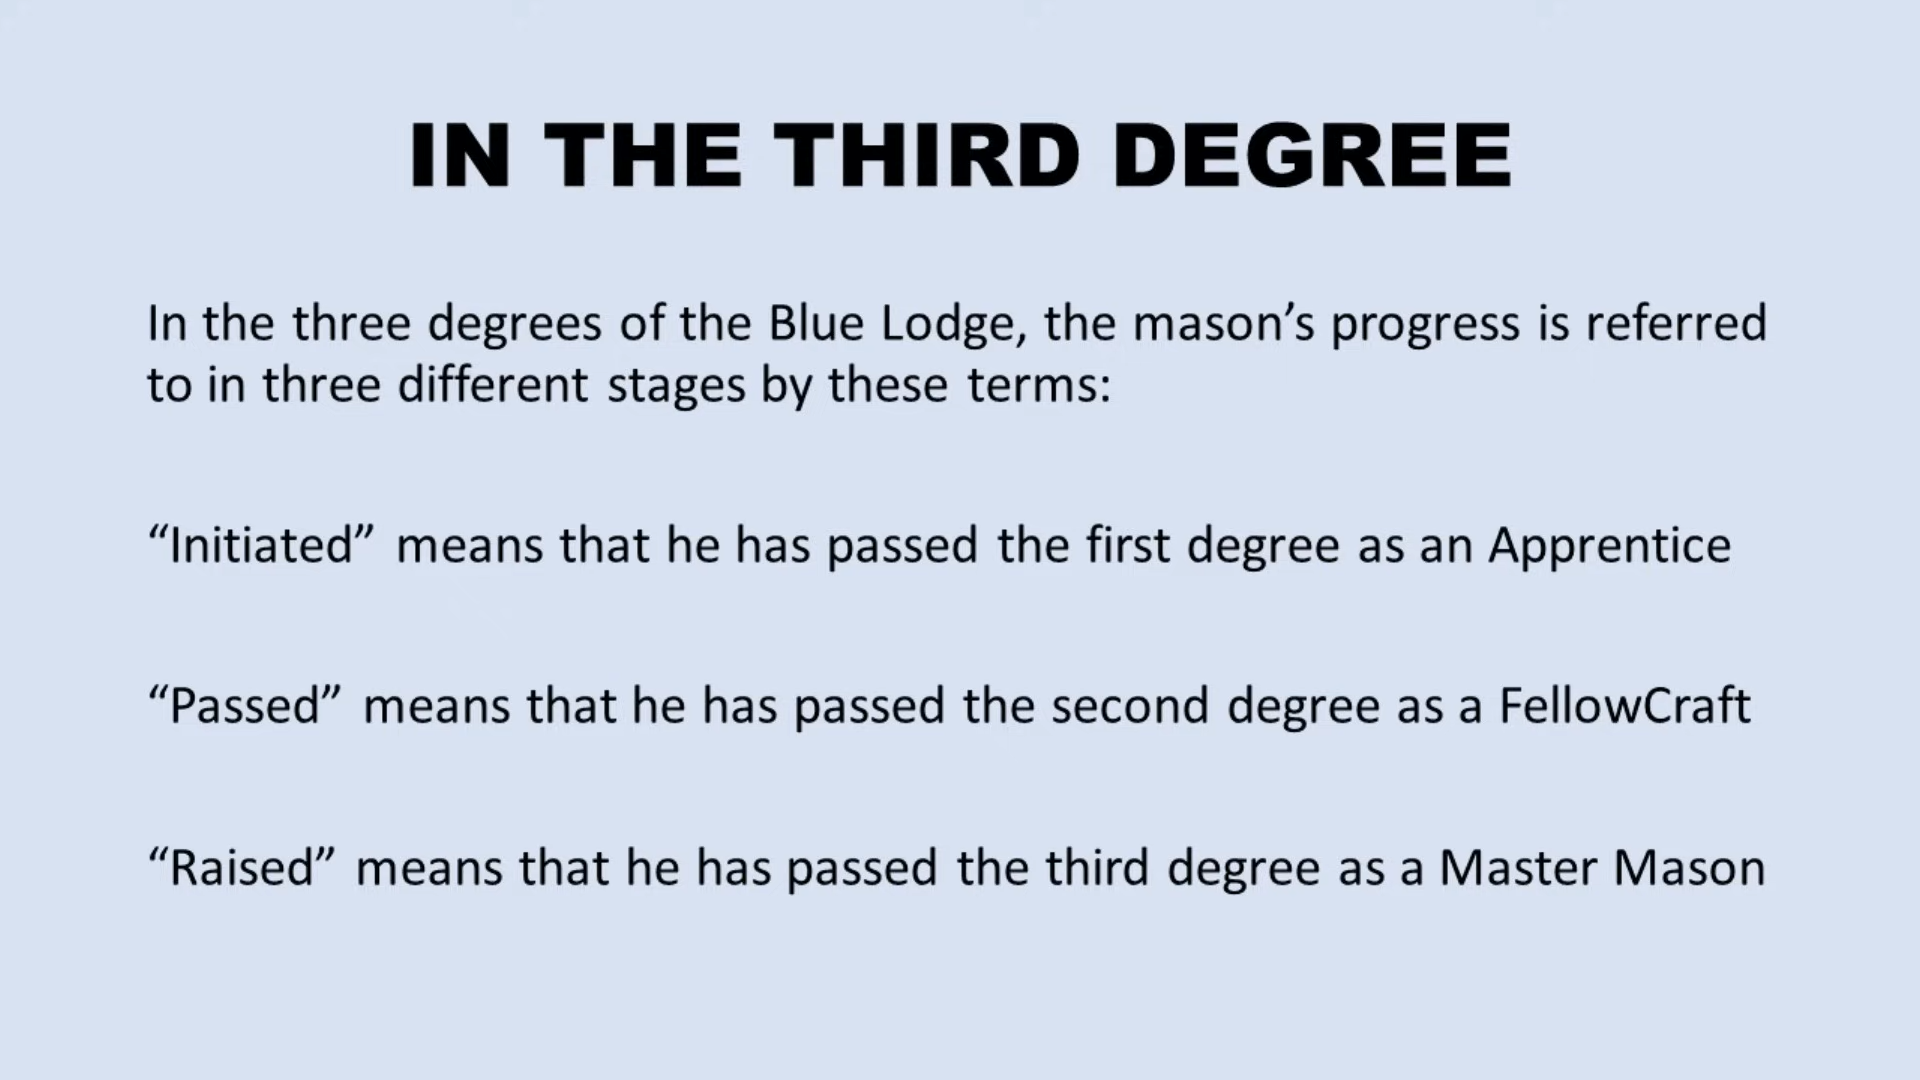 IN THE THIRD DEGREE
In the three degrees of the Blue Lodge, the mason’s progress is referred
to in three different stages by these terms:
“Initiated” means that he has passed the first degree as an Apprentice
“Passed” means that he has passed the second degree as a FellowCraft
“Raised” means that he has passed the third degree as a Master Mason